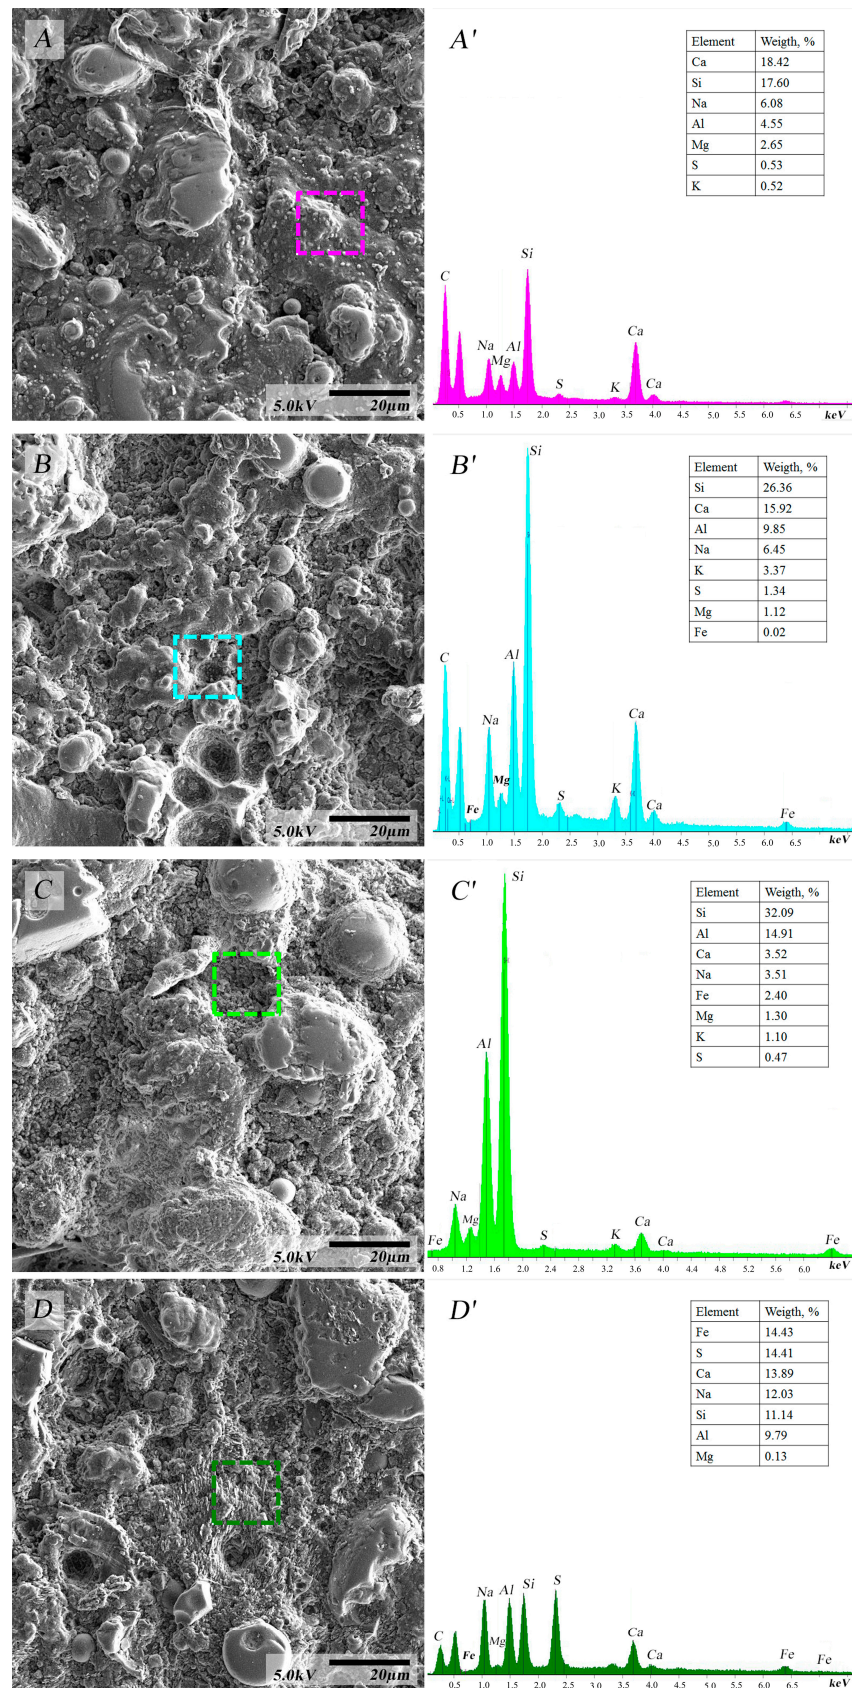 A
5.0kV 20µm
A'
Element Weigth, %
Ca 18.42
Si 17.60
Na 6.08
Al 4.55
Mg 2.65
S 0.53
K 0.52
C Na Mg Al Si S K Ca Ca
0.5 1.0 1.5 2.0 2.5 3.0 3.5 4.0 4.5 5.0 5.5 6.0 6.5
keV
B
5.0kV 20µm
B'
Element Weigth, %
Si 26.36
Ca 15.92
Al 9.85
Na 6.45
K 3.37
S 1.34
Mg 1.12
Fe 0.02
C Fe Na Mg Al Si S K Ca Ca Fe
0.5 1.0 1.5 2.0 2.5 3.0 3.5 4.0 4.5 5.0 5.5 6.0 6.5
keV
C
5.0kV 20µm
C'
Element Weigth, %
Si 32.09
Al 14.91
Ca 3.52
Na 3.51
Fe 2.40
Mg 1.30
K 1.10
S 0.47
Fe Na Mg Al Si S K Ca Ca Fe
0.8 1.2 1.6 2.0 2.4 2.8 3.2 3.6 4.0 4.4 4.8 5.2 5.6 6.0
keV
D
5.0kV 20µm
D'
Element Weigth, %
Fe 14.43
S 14.41
Ca 13.89
Na 12.03
Si 11.14
Al 9.79
Mg 0.13
C Fe Na Mg Al Si S Ca Ca Fe Fe
0.5 1.0 1.5 2.0 2.5 3.0 3.5 4.0 4.5 5.0 5.5 6.0 6.5
keV